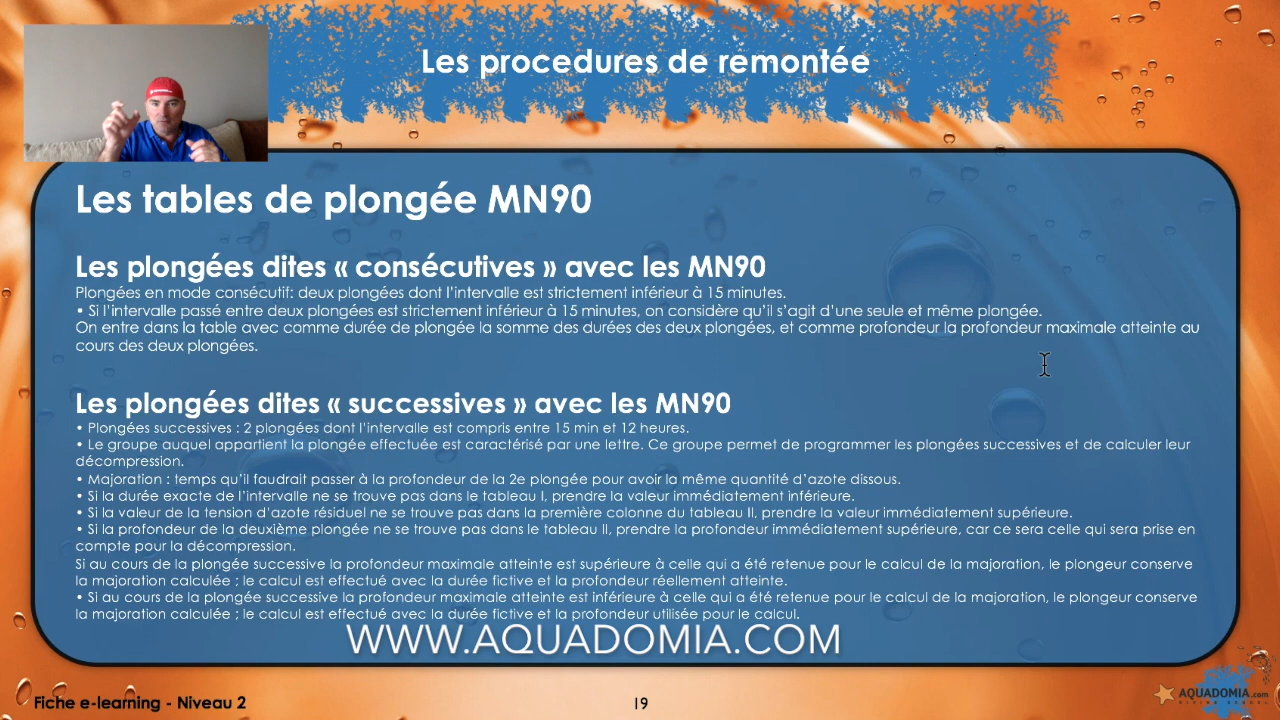 Les procedures de remontée
Les tables de plongée MN90
Les plongées dites « consécutives » avec les MN90
Plongées en mode consécutif: deux plongées dont l'intervalle est strictement inférieur à 15 minutes.
• Si l'intervalle passé entre deux plongées est strictement inférieur à 15 minutes, on considère qu'il s'agit d'une seule et même plongée.
On entre dans la table avec comme durée de plongée la somme des durées des deux plongées, et comme profondeur la profondeur maximale atteinte au
cours des deux plongées.
Les plongées dites « successives » avec les MN90
• Plongées successives : 2 plongées dont l'intervalle est compris entre 15 min et 12 heures.
• Le groupe auquel appartient la plongée effectuée est caractérisé par une lettre. Ce groupe permet de programmer les plongées successives et de calculer leur
décompression.
• Majoration : temps qu'il faudrait passer à la profondeur de la 2e plongée pour avoir la même quantité d'azote dissous.
• Si la durée exacte de l'intervalle ne se trouve pas dans le tableau I, prendre la valeur immédiatement inférieure.
• Si la valeur de la tension d'azote résiduel ne se trouve pas dans la première colonne du tableau II, prendre la valeur immédiatement supérieure.
• Si la profondeur de la deuxième plongée ne se trouve pas dans le tableau II, prendre la profondeur immédiatement supérieure, car ce sera celle qui sera prise en
compte pour la décompression.
Si au cours de la plongée successive la profondeur maximale atteinte est supérieure à celle qui a été retenue pour le calcul de la majoration, le plongeur conserve
la majoration calculée ; le calcul est effectué avec la durée fictive et la profondeur réellement atteinte.
• Si au cours de la plongée successive la profondeur maximale atteinte est inférieure à celle qui a été retenue pour le calcul de la majoration, le plongeur conserve
la majoration calculée ; le calcul est effectué avec la durée fictive et la profondeur utilisée pour le calcul.
WWW.AQUADOMIA.COM
Fiche e-learning - Niveau 2
19
AQUADOMIA.com
DIVING SCHOOL